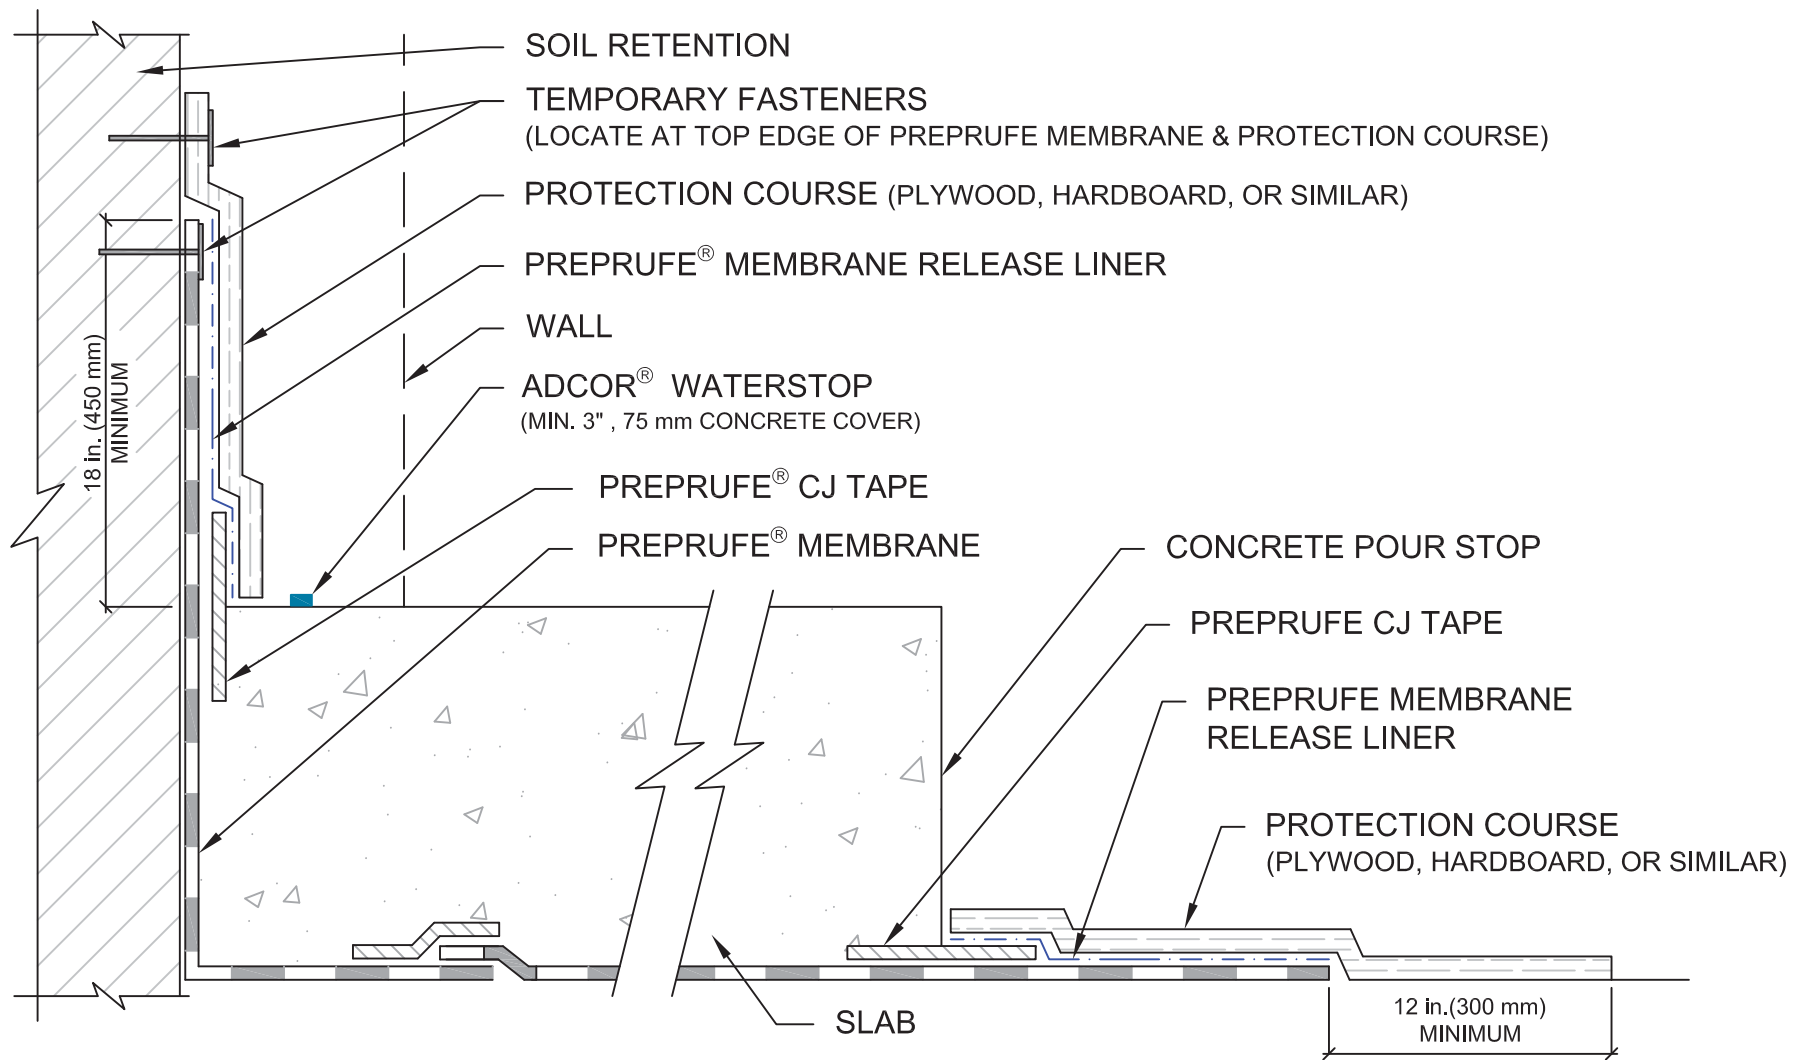 SOIL RETENTION
TEMPORARY FASTENERS
(LOCATE AT TOP EDGE OF PREPRUFE MEMBRANE & PROTECTION COURSE)
PROTECTION COURSE (PLYWOOD, HARDBOARD, OR SIMILAR)
PREPRUFE® MEMBRANE RELEASE LINER
WALL
ADCOR® WATERSTOP
(MIN. 3" , 75 mm CONCRETE COVER)
18 in. (450 mm)
MINIMUM
PREPRUFE® CJ TAPE
PREPRUFE® MEMBRANE
CONCRETE POUR STOP
PREPRUFE CJ TAPE
PREPRUFE MEMBRANE
RELEASE LINER
PROTECTION COURSE
(PLYWOOD, HARDBOARD, OR SIMILAR)
SLAB
12 in.(300 mm)
MINIMUM